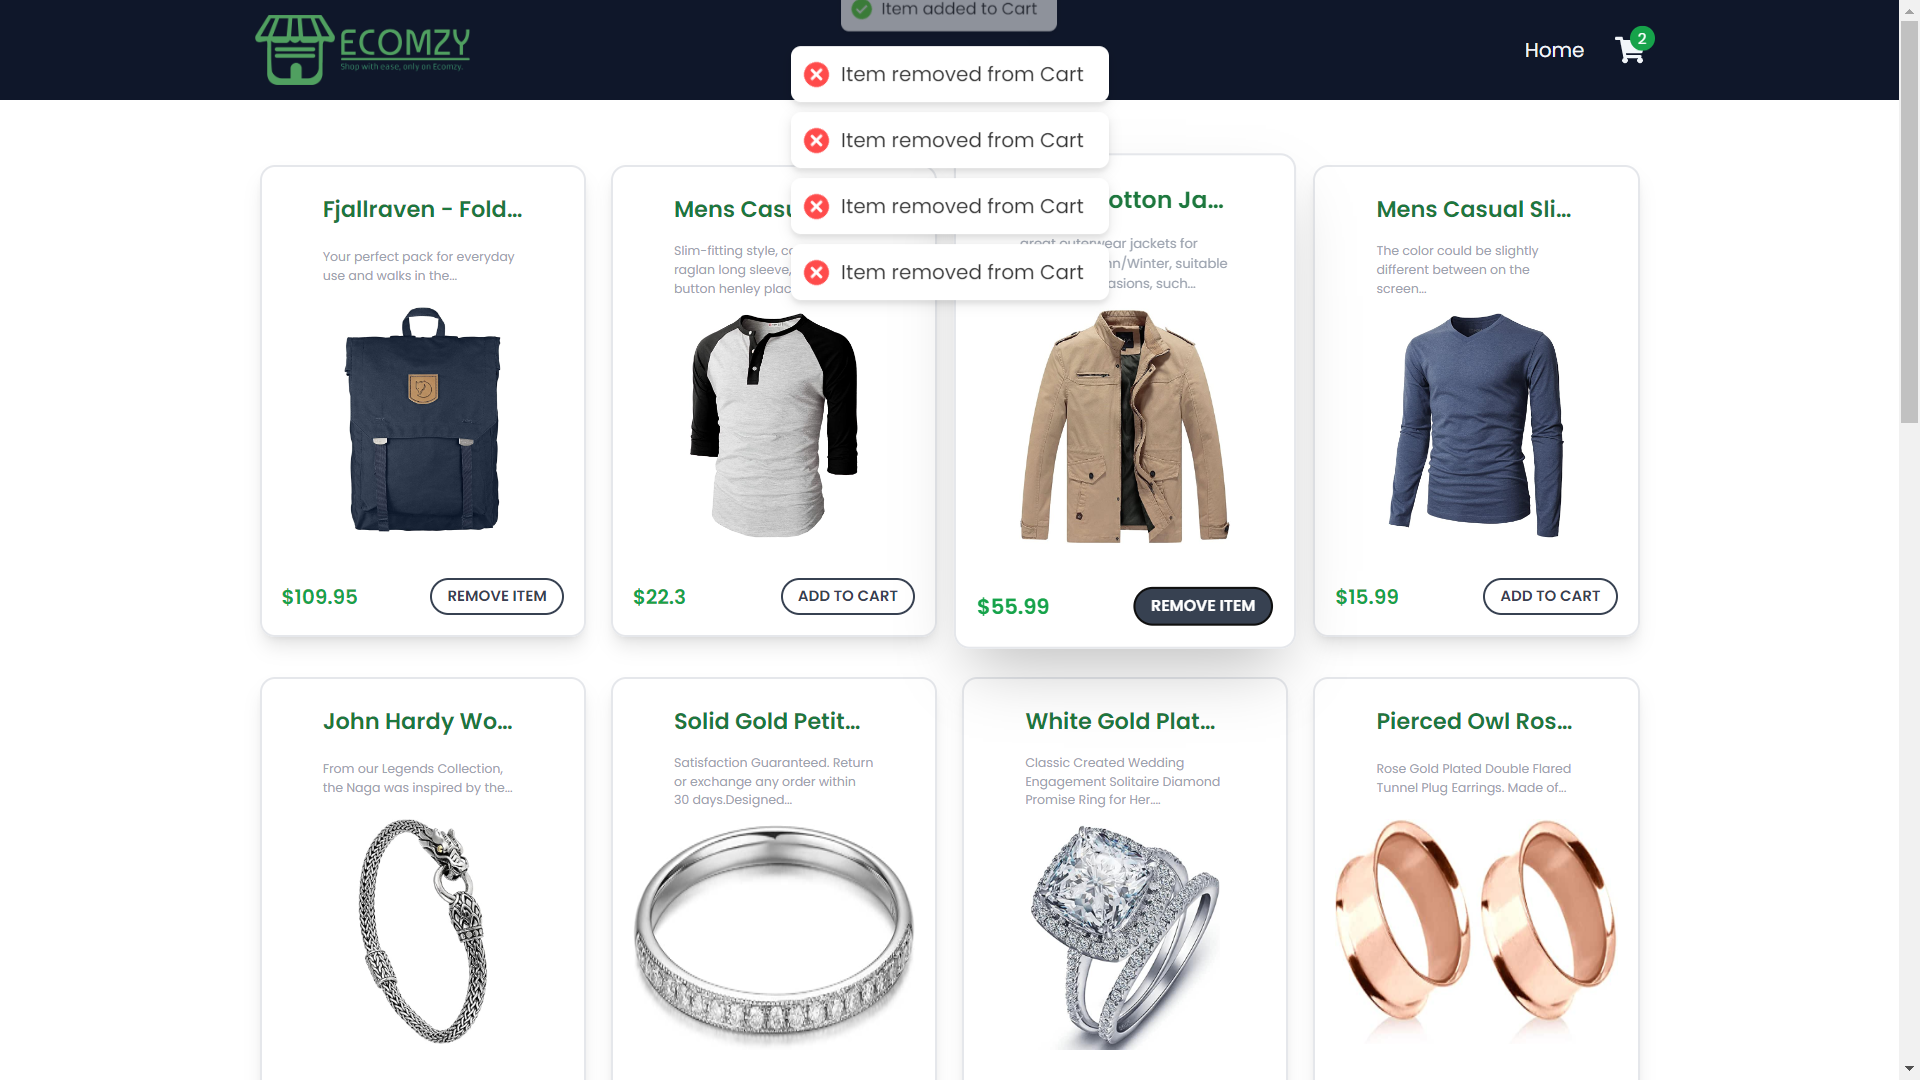 Item added to Cart
ECOMZY
Shop with ease, only on Ecomzy.
Home
2
Item removed from Cart
Item removed from Cart
Item removed from Cart
Item removed from Cart
Fjallraven - Fold...
Your perfect pack for everyday
use and walks in the...
$109.95
REMOVE ITEM
Mens Casu
Slim-fitting style, co
raglan long sleeve,
button henley plac
$22.3
ADD TO CART
otton Ja...
great outerwear jackets for
n/Winter, suitable
asions, such...
$55.99
REMOVE ITEM
Mens Casual Sli...
The color could be slightly
different between on the
screen...
$15.99
ADD TO CART
John Hardy Wo...
From our Legends Collection,
the Naga was inspired by the...
Solid Gold Petit...
Satisfaction Guaranteed. Return
or exchange any order within
30 days.Designed...
White Gold Plat...
Classic Created Wedding
Engagement Solitaire Diamond
Promise Ring for Her....
Pierced Owl Ros...
Rose Gold Plated Double Flared
Tunnel Plug Earrings. Made of...